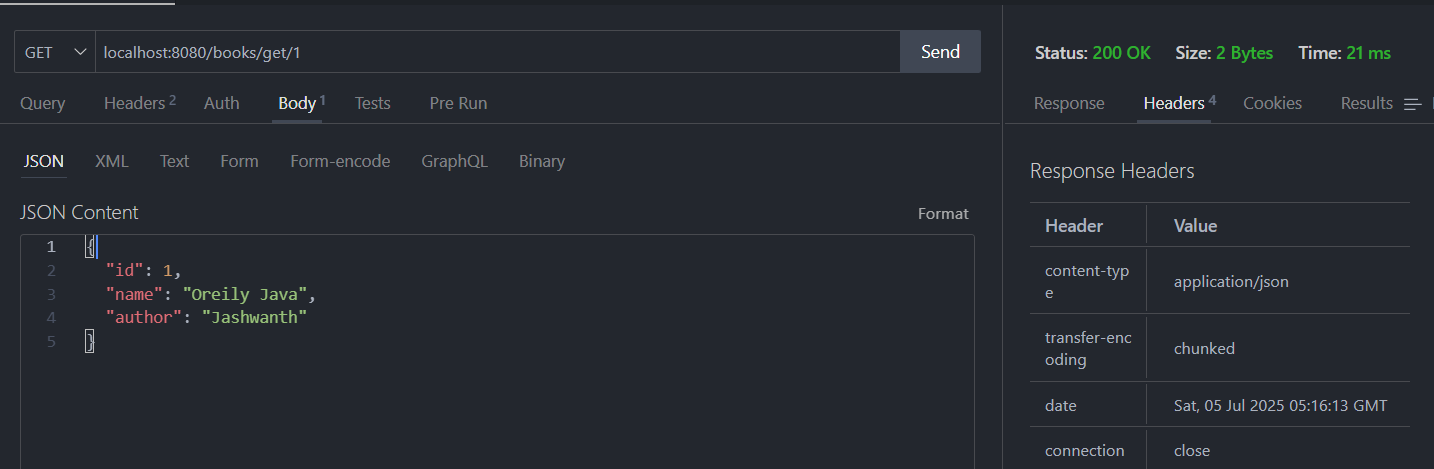 GET localhost:8080/books/get/1 Send
Query Headers 2 Auth Body 1 Tests Pre Run
JSON XML Text Form Form-encode GraphQL Binary
JSON Content Format
1 {
2 "id": 1,
3 "name": "Oreily Java",
4 "author": "Jashwanth"
5 }
Status: 200 OK Size: 2 Bytes Time: 21 ms
Response Headers 4 Cookies Results
Response Headers
Header Value
content-typ
e
application/json
transfer-enc
oding
chunked
date Sat, 05 Jul 2025 05:16:13 GMT
connection close